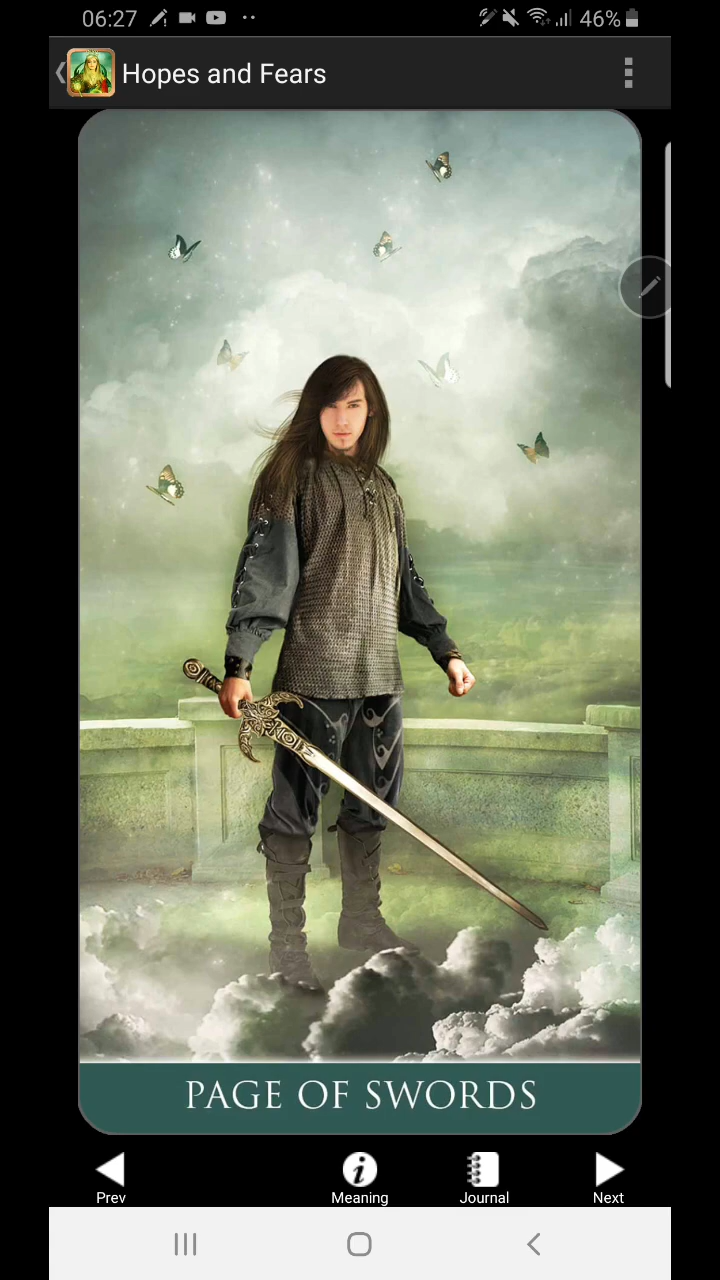 06:27
46%
Hopes and Fears
PAGE OF SWORDS
Prev
Meaning
Journal
Next